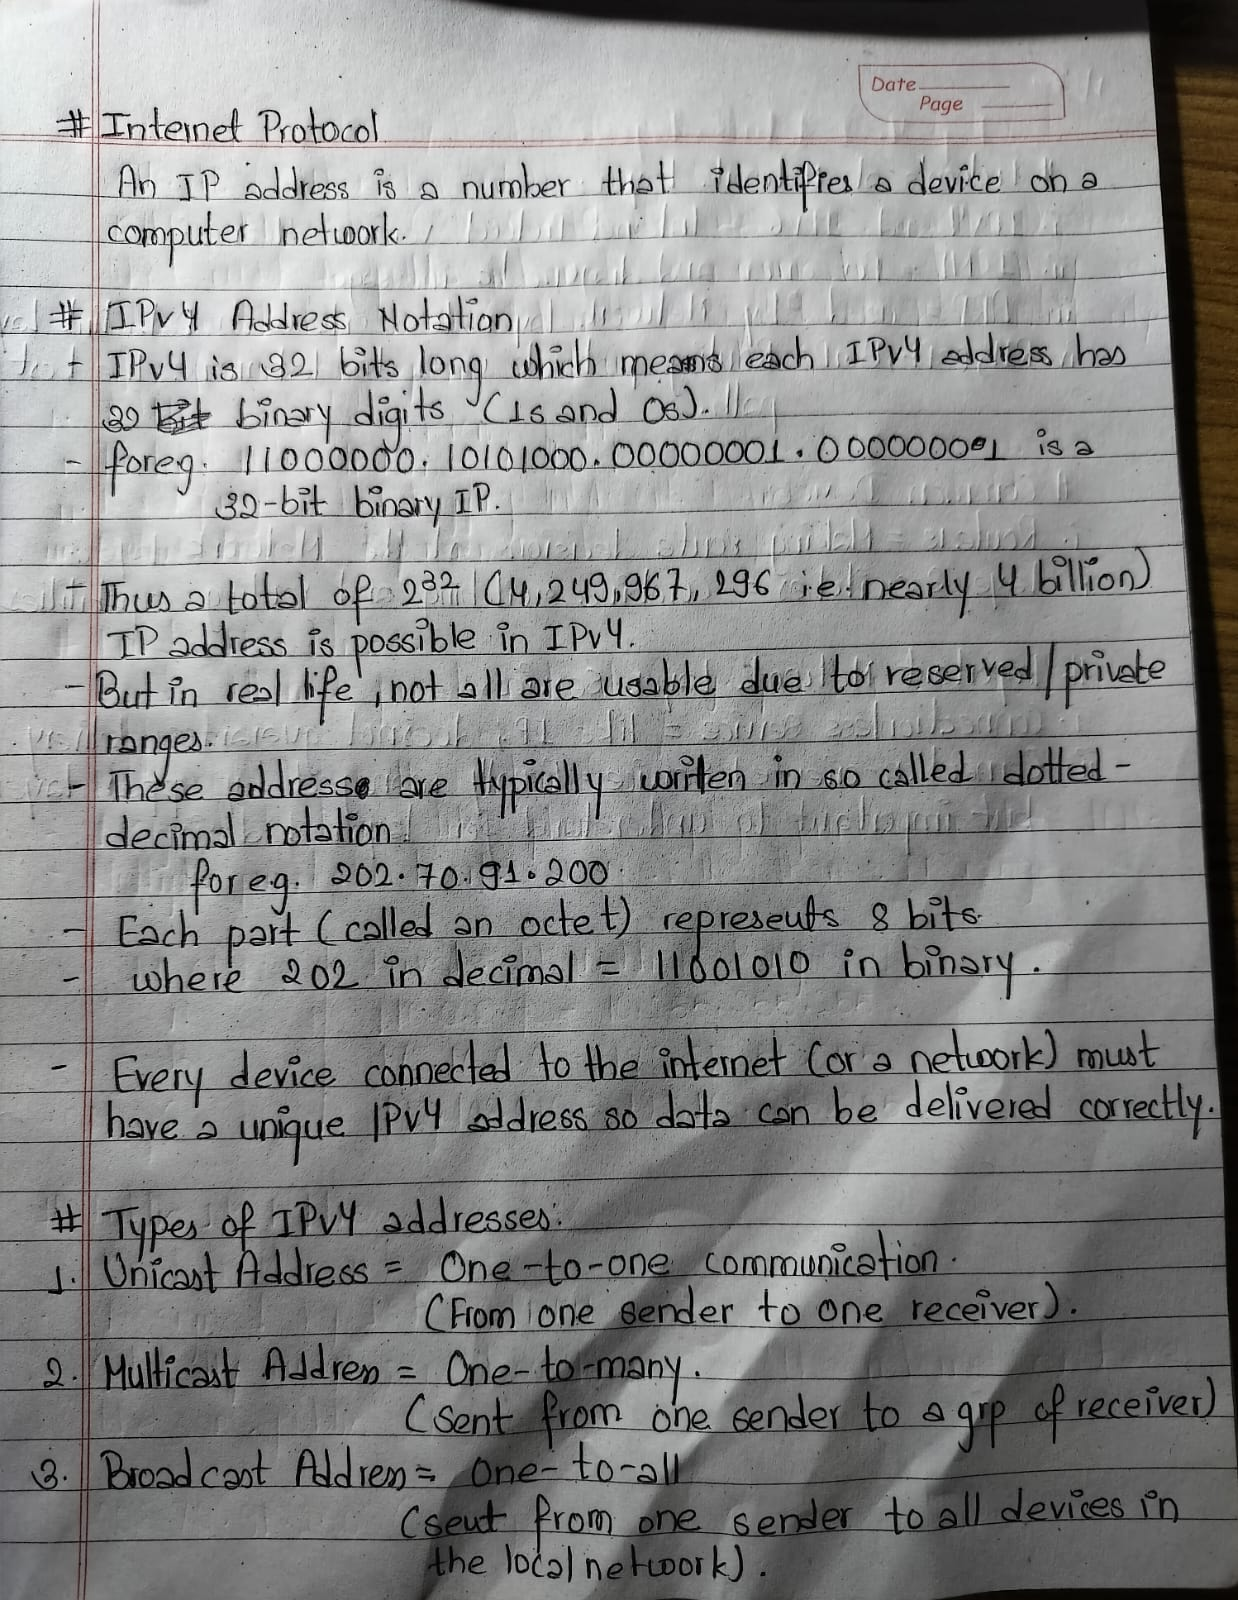 Date
Page
# Internet Protocol
An IP address is a number that identifies a device on a
computer network.
# IPv4 Address Notation
+ IPv4 is 32 bits long which means each IPv4 address has
32 binary digits (1s and 0s).
- foreg. 11000000.10101000.00000001.000000001 is a
32-bit binary IP.
+ Thus a total of 2^32 (4,249,967,296 i.e. nearly 4 billion)
IP address is possible in IPv4.
- But in real life, not all are usable due to reserved/private
ranges.
- These addresse are typically writen in so called dotted-
decimal notation.
for eg. 202.70.91.200
- Each part (called an octet) represents 8 bits
- where 202 in decimal = 11001010 in binary.
- Every device connected to the internet (or a network) must
have a unique IPv4 address so data can be delivered correctly.
# Types of IPv4 addresses:
1. Unicast Address = One-to-one communication.
(From one sender to one receiver).
2. Multicast Address = One-to-many.
(sent from one sender to a grp of receiver)
3. Broadcast Address = One-to-all
(sent from one sender to all devices in
the local network).